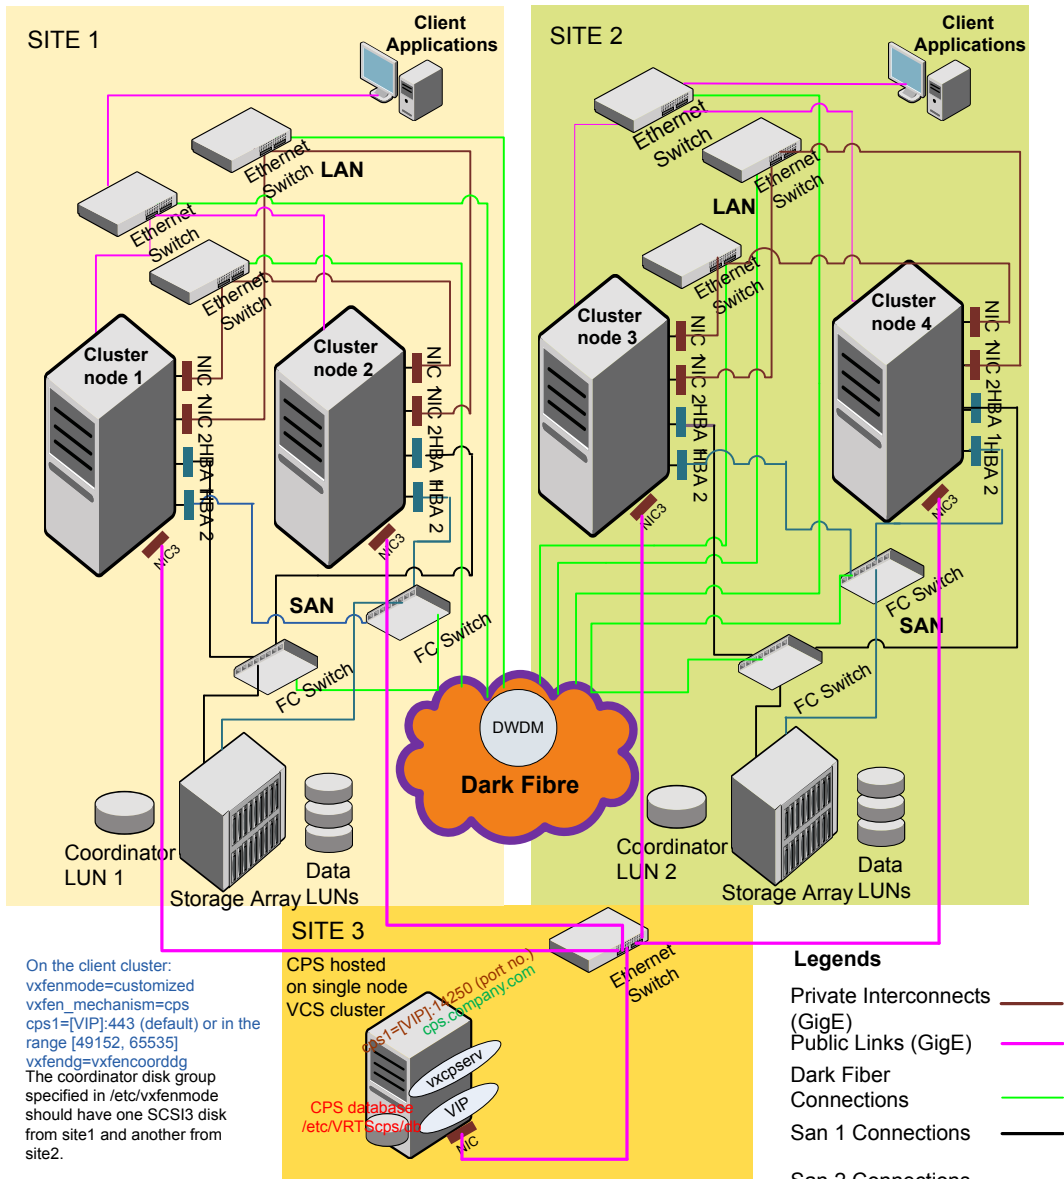 SITE 1
Client
Applications
Ethernet
Switch
LAN
Ethernet
Switch
Ethernet
Switch
Cluster
node 1
Cluster
node 2
NIC 1
NIC 2
HBA 1
HBA 2
NIC3
NIC 1
NIC 2
HBA 1
HBA 2
NIC3
SAN
FC Switch
FC Switch
Coordinator
LUN 1
Storage Array
Data
LUNs
SITE 2
Client
Applications
Ethernet
Switch
Ethernet
Switch
LAN
Ethernet
Switch
Cluster
node 3
Cluster
node 4
NIC 1
NIC 2
HBA 1
HBA 2
NIC3
NIC 1
NIC 2
HBA 1
HBA 2
NIC3
FC Switch
SAN
FC Switch
Coordinator
LUN 2
Storage Array
Data
LUNs
DWDM
Dark Fibre
SITE 3
CPS hosted
on single node
VCS cluster
Ethernet
Switch
cps1=[VIP]:14250 (port no.)
cps.company.com
vxcpserv
VIP
CPS database
/etc/VRTScps/db
NIC
On the client cluster:
vxfenmode=customized
vxfen_mechanism=cps
cps1=[VIP]:443 (default) or in the
range [49152, 65535]
vxfendg=vxfencoorddg
The coordinator disk group
specified in /etc/vxfenmode
should have one SCSI3 disk
from site1 and another from
site2.
Legends
Private Interconnects
(GigE)
Public Links (GigE)
Dark Fiber
Connections
San 1 Connections
San 2 Connections